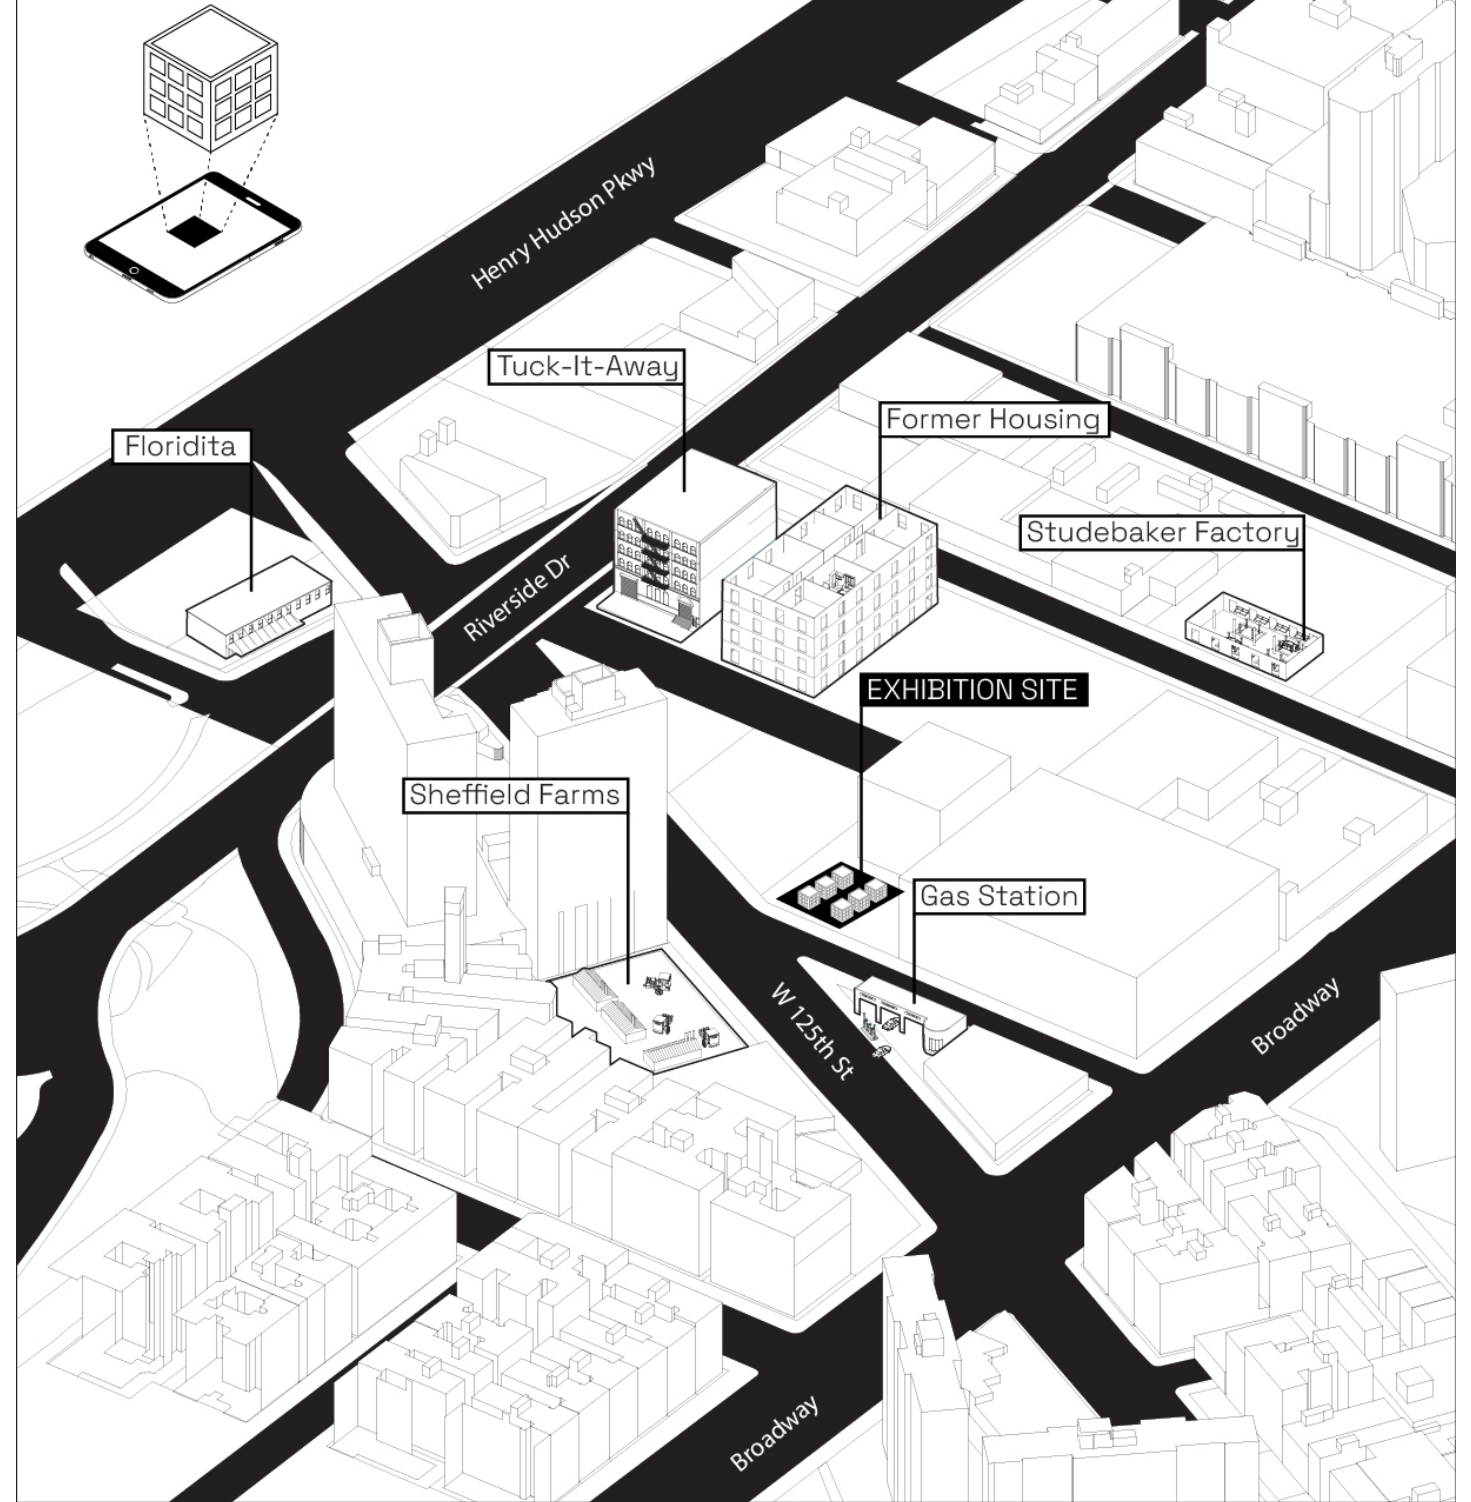 Henry Hudson Pkwy
Tuck-It-Away
Former Housing
Floridita
Studebaker Factory
Riverside Dr
EXHIBITION SITE
Sheffield Farms
Gas Station
W 125th St
Broadway
Broadway